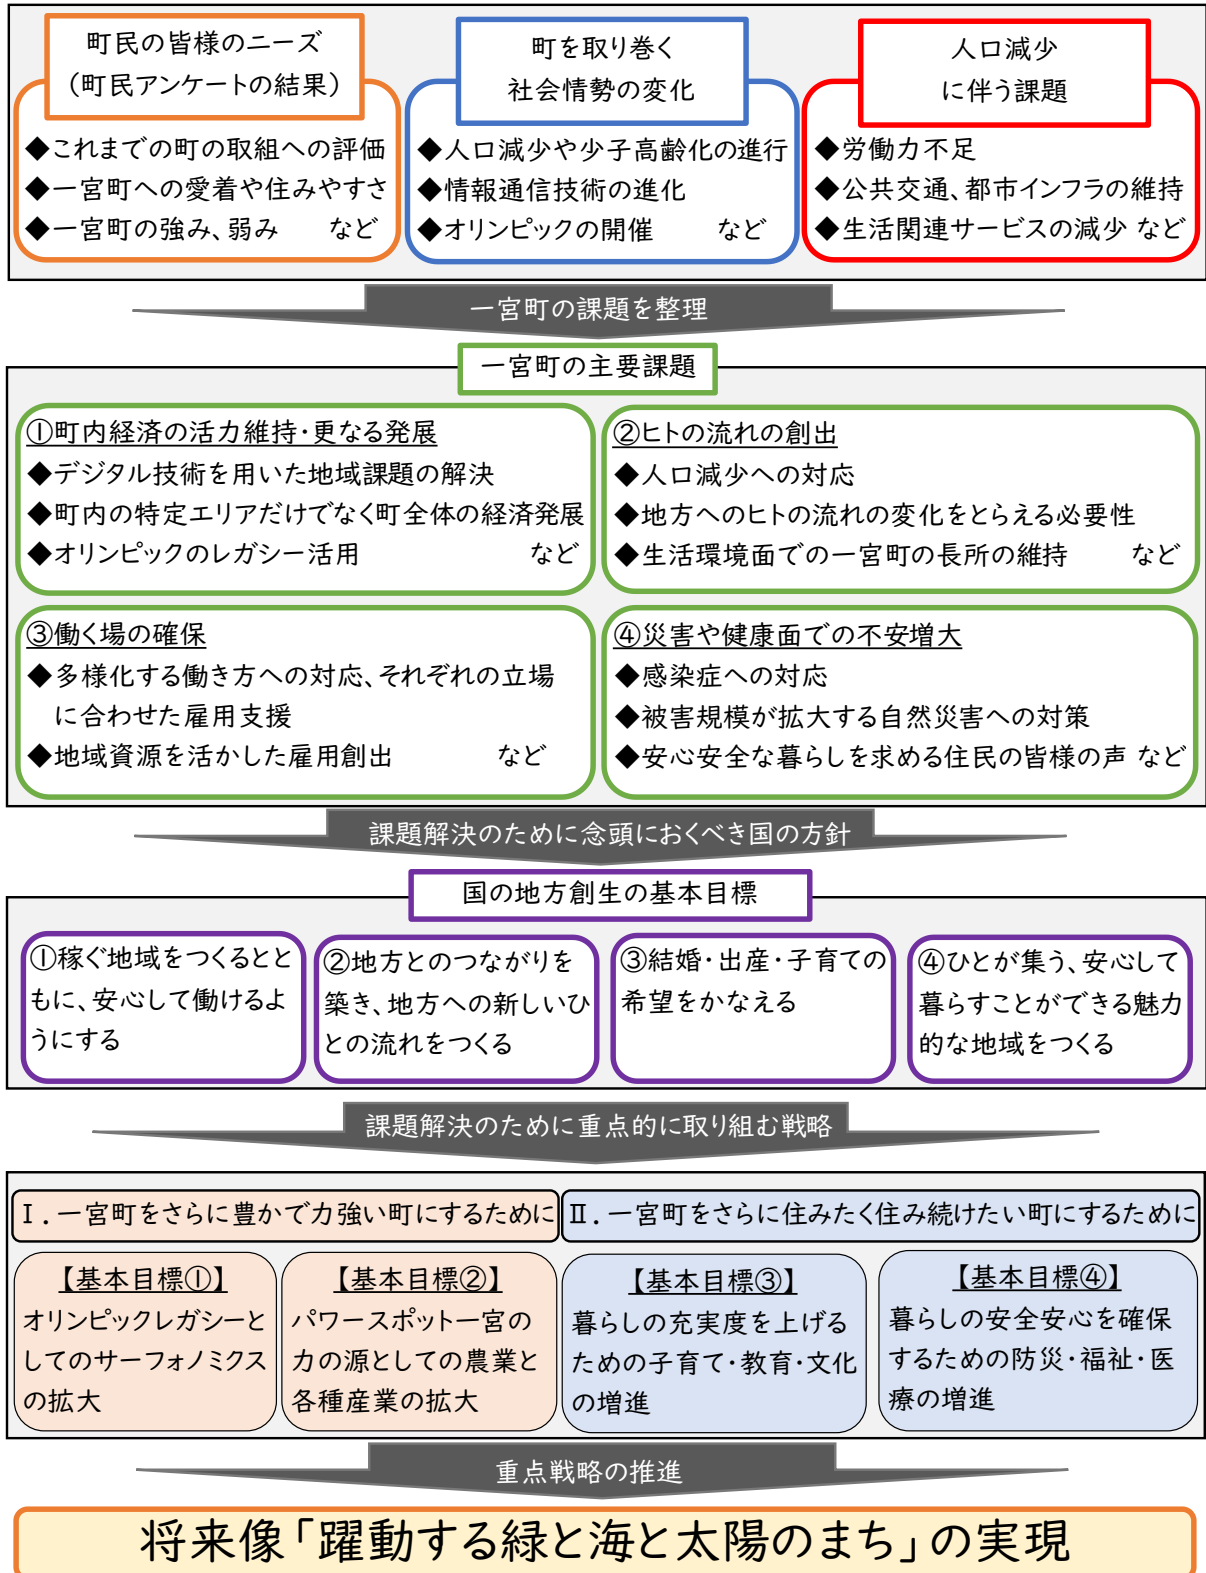 町民の皆様のニーズ
（町民アンケートの結果）
◆これまでの町の取組への評価
◆一宮町への愛着や住みやすさ
◆一宮町の強み、弱み など
町を取り巻く
社会情勢の変化
◆人口減少や少子高齢化の進行
◆情報通信技術の進化
◆オリンピックの開催 など
人口減少
に伴う課題
◆労働力不足
◆公共交通、都市インフラの維持
◆生活関連サービスの減少 など
一宮町の課題を整理
一宮町の主要課題
①町内経済の活力維持・更なる発展
◆デジタル技術を用いた地域課題の解決
◆町内の特定エリアだけでなく町全体の経済発展
◆オリンピックのレガシー活用 など
②ヒトの流れの創出
◆人口減少への対応
◆地方へのヒトの流れの変化をとらえる必要性
◆生活環境面での一宮町の長所の維持 など
③働く場の確保
◆多様化する働き方への対応、それぞれの立場
に合わせた雇用支援
◆地域資源を活かした雇用創出 など
④災害や健康面での不安増大
◆感染症への対応
◆被害規模が拡大する自然災害への対策
◆安心安全な暮らしを求める住民の皆様の声 など
課題解決のために念頭におくべき国の方針
国の地方創生の基本目標
①稼ぐ地域をつくるとと
もに、安心して働けるよ
うにする
②地方とのつながりを
築き、地方への新しいひ
との流れをつくる
③結婚・出産・子育ての
希望をかなえる
④ひとが集う、安心して
暮らすことができる魅力
的な地域をつくる
課題解決のために重点的に取り組む戦略
Ⅰ．一宮町をさらに豊かで力強い町にするために
【基本目標①】
オリンピックレガシーと
してのサーフォノミクス
の拡大
【基本目標②】
パワースポット一宮の
力の源としての農業と
各種産業の拡大
Ⅱ．一宮町をさらに住みたく住み続けたい町にするために
【基本目標③】
暮らしの充実度を上げる
ための子育て・教育・文化
の増進
【基本目標④】
暮らしの安全安心を確保
するための防災・福祉・医
療の増進
重点戦略の推進
将来像「躍動する緑と海と太陽のまち」の実現